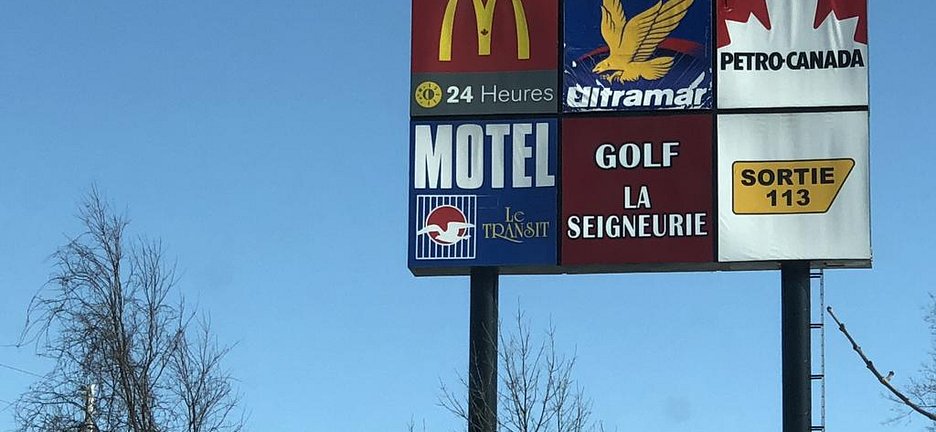 24 Heures
Ultramar
PETRO-CANADA
MOTEL
Le
TRANSIT
GOLF
LA
SEIGNEURIE
SORTIE
113